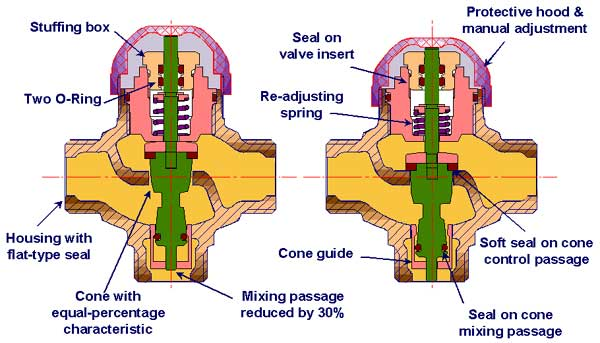 Stuffing box
Two O-Ring
Housing with
flat-type seal
Cone with
equal-percentage
characteristic
Mixing passage
reduced by 30%
Seal on
valve insert
Re-adjusting
spring
Protective hood &
manual adjustment
Cone guide
Soft seal on cone
control passage
Seal on cone
mixing passage